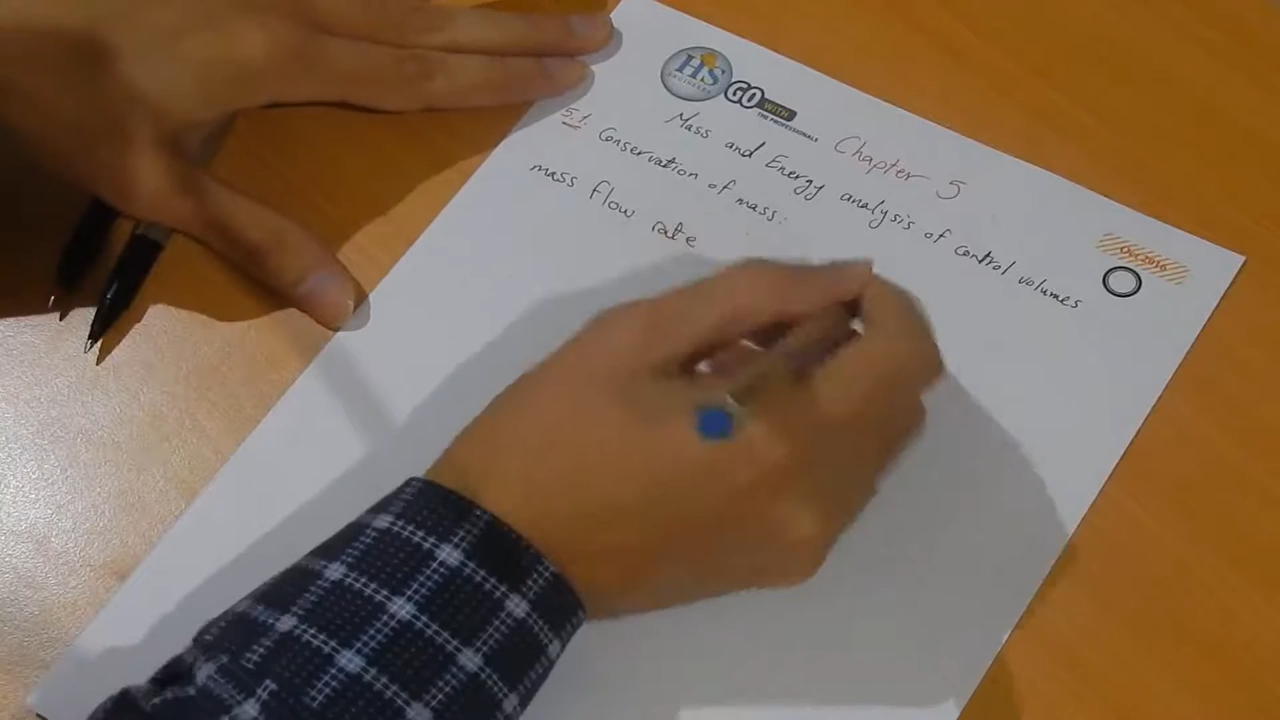 HS
ENGINEERS
GO WITH
THE PROFESSIONALS
Chapter 5
Mass and Energy analysis of control volumes
5.1. Conservation of mass:
mass flow rate